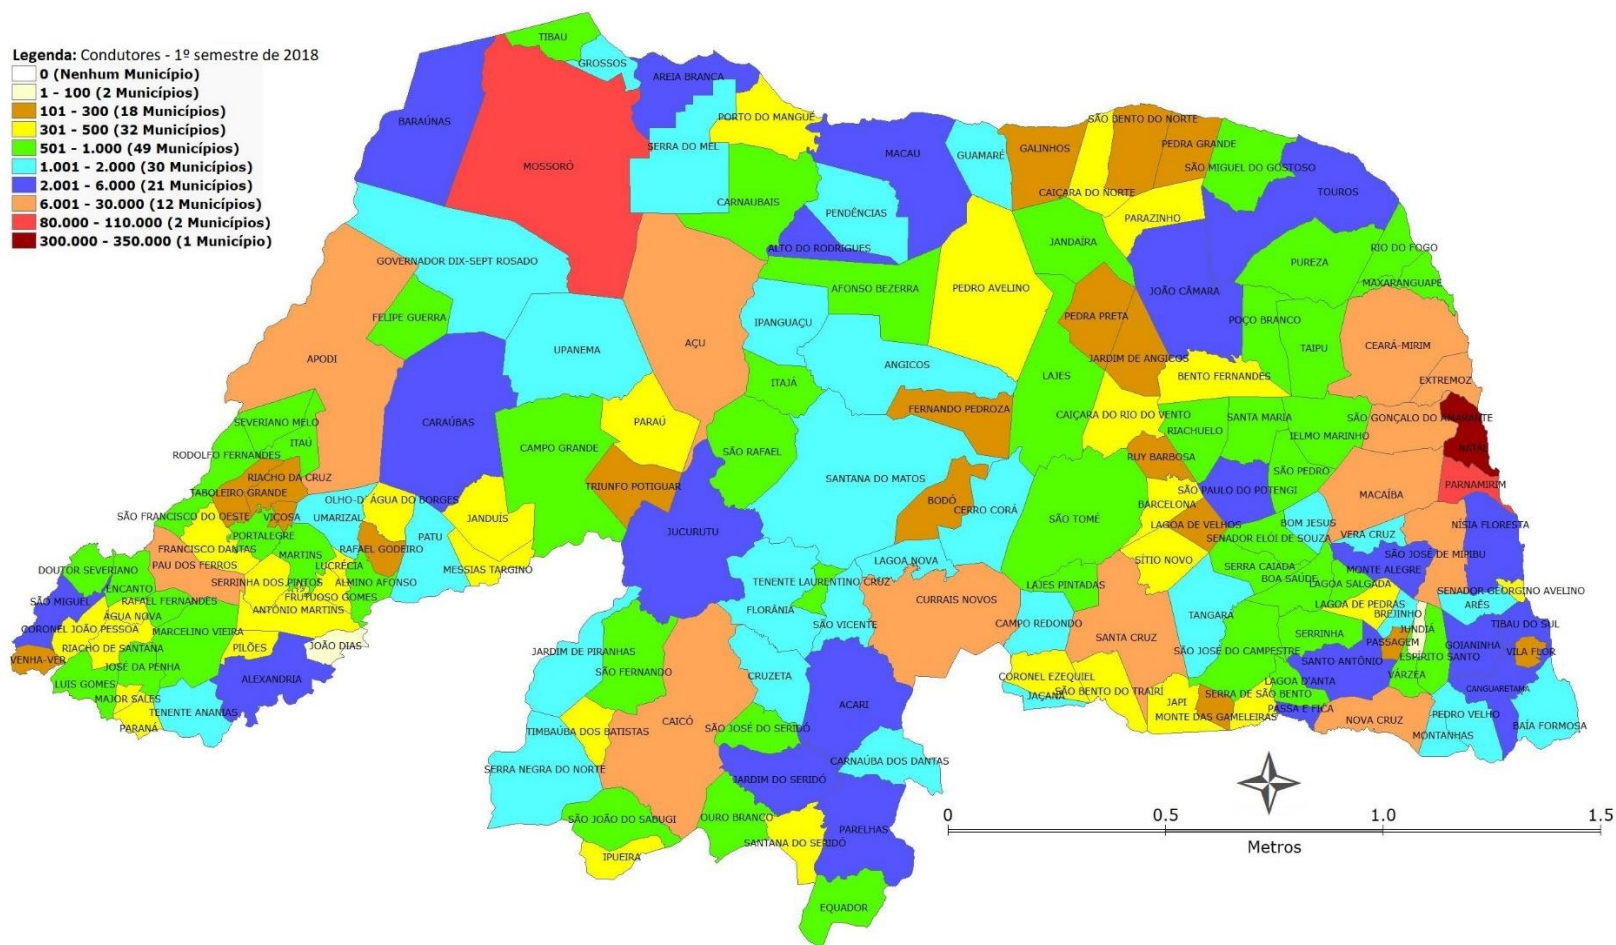 Legenda: Condutores - 1º semestre de 2018
0 (Nenhum Município)
1 - 100 (2 Municípios)
101 - 300 (18 Municípios)
301 - 500 (32 Municípios)
501 - 1.000 (49 Municípios)
1.001 - 2.000 (30 Municípios)
2.001 - 6.000 (21 Municípios)
6.001 - 30.000 (12 Municípios)
80.000 - 110.000 (2 Municípios)
300.000 - 350.000 (1 Município)
TIBAU
GROSSOS
AREIA BRANCA
BARAÚNAS
MOSSORÓ
SERRA DO MEL
PORTO DO MANGUE
MACAU
GUAMARÉ
GALINHOS
SÃO BENTO DO NORTE
PEDRA GRANDE
SÃO MIGUEL DO GOSTOSO
CAIÇARA DO NORTE
TOUROS
CARNAUBAIS
PENDÊNCIAS
PARAZINHO
ALTO DO RODRIGUES
JANDAÍRA
RIO DO FOGO
GOVERNADOR DIX-SEPT ROSADO
PUREZA
MAXARANGUAPE
AFONSO BEZERRA
PEDRO AVELINO
JOÃO CÂMARA
FELIPE GUERRA
IPANGUAÇU
PEDRA PRETA
POÇO BRANCO
APODI
UPANEMA
AÇU
ANGICOS
JARDIM DE ANGICOS
TAIPU
CEARÁ-MIRIM
ITAJÁ
LAJES
BENTO FERNANDES
EXTREMOZ
FERNANDO PEDROZA
CAIÇARA DO RIO DO VENTO
SEVERIANO MELO
CARAÚBAS
PARAÚ
RIACHUELO
SANTA MARIA
SÃO GONÇALO DO AMARANTE
ITAÚ
IELMO MARINHO
NATAL
RODOLFO FERNANDES
CAMPO GRANDE
SÃO RAFAEL
RUY BARBOSA
RIACHO DA CRUZ
SANTANA DO MATOS
SÃO PEDRO
TABOLEIRO GRANDE
TRIUNFO POTIGUAR
SÃO PAULO DO POTENGI
MACAÍBA
PARNAMIRIM
OLHO-D´ÁGUA DO BORGES
BODÓ
CERRO CORÁ
BARCELONA
SÃO FRANCISCO DO OESTE
VIÇOSA
UMARIZAL
JANDUÍS
SÃO TOMÉ
LAGOA DE VELHOS
BOM JESUS
NÍSIA FLORESTA
PORTALEGRE
PATU
JUCURUTU
SENADOR ELÓI DE SOUZA
VERA CRUZ
FRANCISCO DANTAS
MARTINS
RAFAEL GODEIRO
LAGOA NOVA
SÍTIO NOVO
SÃO JOSÉ DE MIPIBU
PAU DOS FERROS
LUCRÉCIA
MESSIAS TARGINO
SERRA CAIADA
MONTE ALEGRE
DOUTOR SEVERIANO
SERRINHA DOS PINTOS
ALMINO AFONSO
TENENTE LAURENTINO CRUZ
LAJES PINTADAS
BOA SAÚDE
LAGOA SALGADA
ENCANTO
FRUTUOSO GOMES
SENADOR GEORGINO AVELINO
SÃO MIGUEL
RAFAEL FERNANDES
ANTÔNIO MARTINS
FLORÂNIA
CURRAIS NOVOS
LAGOA DE PEDRAS
ARÊS
ÁGUA NOVA
SÃO VICENTE
CAMPO REDONDO
TANGARÁ
BREJINHO
TIBAU DO SUL
CORONEL JOÃO PESSOA
MARCELINO VIEIRA
SANTA CRUZ
SERRINHA
JUNDIÁ
RIACHO DE SANTANA
PILÕES
JOÃO DIAS
JARDIM DE PIRANHAS
PASSAGEM
GOIANINHA
VENHA-VER
SÃO JOSÉ DO CAMPESTRE
ESPÍRITO SANTO
VILA FLOR
JOSÉ DA PENHA
SÃO FERNANDO
CRUZETA
SANTO ANTÔNIO
LUIS GOMES
ALEXANDRIA
CORONEL EZEQUIEL
LAGOA D'ANTA
VÁRZEA
MAJOR SALES
JAÇANÃ
SÃO BENTO DO TRAIRÍ
SERRA DE SÃO BENTO
CANGUARETAMA
TENENTE ANANIAS
ACARI
JAPI
PASSA E FICA
PEDRO VELHO
CAICÓ
MONTE DAS GAMELEIRAS
NOVA CRUZ
BAÍA FORMOSA
PARANÁ
TIMBAÚBA DOS BATISTAS
SÃO JOSÉ DO SERIDÓ
MONTANHAS
CARNAÚBA DOS DANTAS
SERRA NEGRA DO NORTE
JARDIM DO SERIDÓ
SÃO JOÃO DO SABUGI
OURO BRANCO
0 0.5 1.0 1.5
PARELHAS
SANTANA DO SERIDÓ
Metros
IPUEIRA
EQUADOR